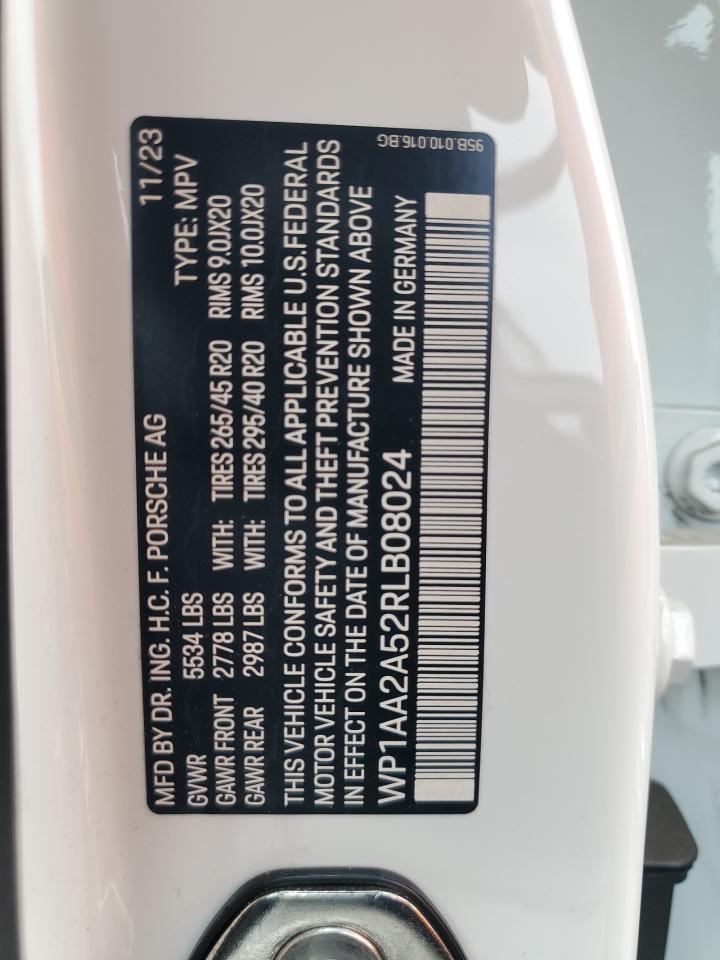 MFD BY DR. ING. H.C. F. PORSCHE AG 11/23
GVWR 5534 LBS TYPE: MPV
GAWR FRONT 2778 LBS WITH: TIRES 265/45 R20 RIMS 9.0JX20
GAWR REAR 2987 LBS WITH: TIRES 295/40 R20 RIMS 10.0JX20
THIS VEHICLE CONFORMS TO ALL APPLICABLE U.S.FEDERAL
MOTOR VEHICLE SAFETY AND THEFT PREVENTION STANDARDS
IN EFFECT ON THE DATE OF MANUFACTURE SHOWN ABOVE
WP1AA2A52RLB08024 MADE IN GERMANY
95B.010.016.BG